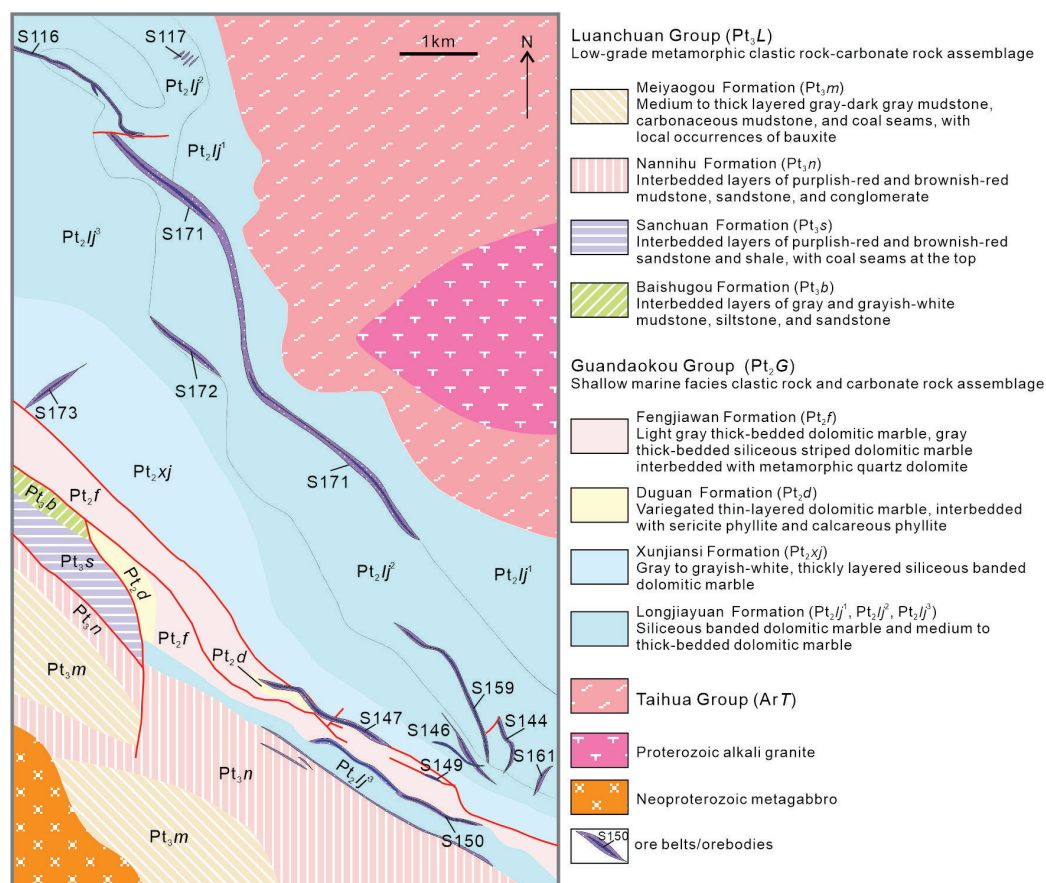 S116
S117
1km
N
Pt₂lj²
Pt₂lj¹
S171
Pt₂lj³
S172
S173
Pt₂xj
S171
Pt₂f
Pt₃b
Pt₃s
Pt₂d
Pt₂lj²
Pt₂lj¹
Pt₃n
Pt₂f
Pt₂d
Pt₃m
S159
S144
S147
S146
S161
S149
Pt₃n
Pt₂lj³
S150
Pt₃m
Luanchuan Group (Pt₃L)
Low-grade metamorphic clastic rock-carbonate rock assemblage
Meiyaogou Formation (Pt₃m)
Medium to thick layered gray-dark gray mudstone,
carbonaceous mudstone, and coal seams, with
local occurrences of bauxite
Nannihu Formation (Pt₃n)
Interbedded layers of purplish-red and brownish-red
mudstone, sandstone, and conglomerate
Sanchuan Formation (Pt₃s)
Interbedded layers of purplish-red and brownish-red
sandstone and shale, with coal seams at the top
Baishugou Formation (Pt₃b)
Interbedded layers of gray and grayish-white
mudstone, siltstone, and sandstone
Guandaokou Group (Pt₂G)
Shallow marine facies clastic rock and carbonate rock assemblage
Fengjiawan Formation (Pt₂f)
Light gray thick-bedded dolomitic marble, gray
thick-bedded siliceous striped dolomitic marble
interbedded with metamorphic quartz dolomite
Duguan Formation (Pt₂d)
Variegated thin-layered dolomitic marble, interbedded
with sericite phyllite and calcareous phyllite
Xunjiansi Formation (Pt₂xj)
Gray to grayish-white, thickly layered siliceous banded
dolomitic marble
Longjiayuan Formation (Pt₂lj¹, Pt₂lj², Pt₂lj³)
Siliceous banded dolomitic marble and medium to
thick-bedded dolomitic marble
Taihua Group (ArT)
Proterozoic alkali granite
Neoproterozoic metagabbro
S150
ore belts/orebodies